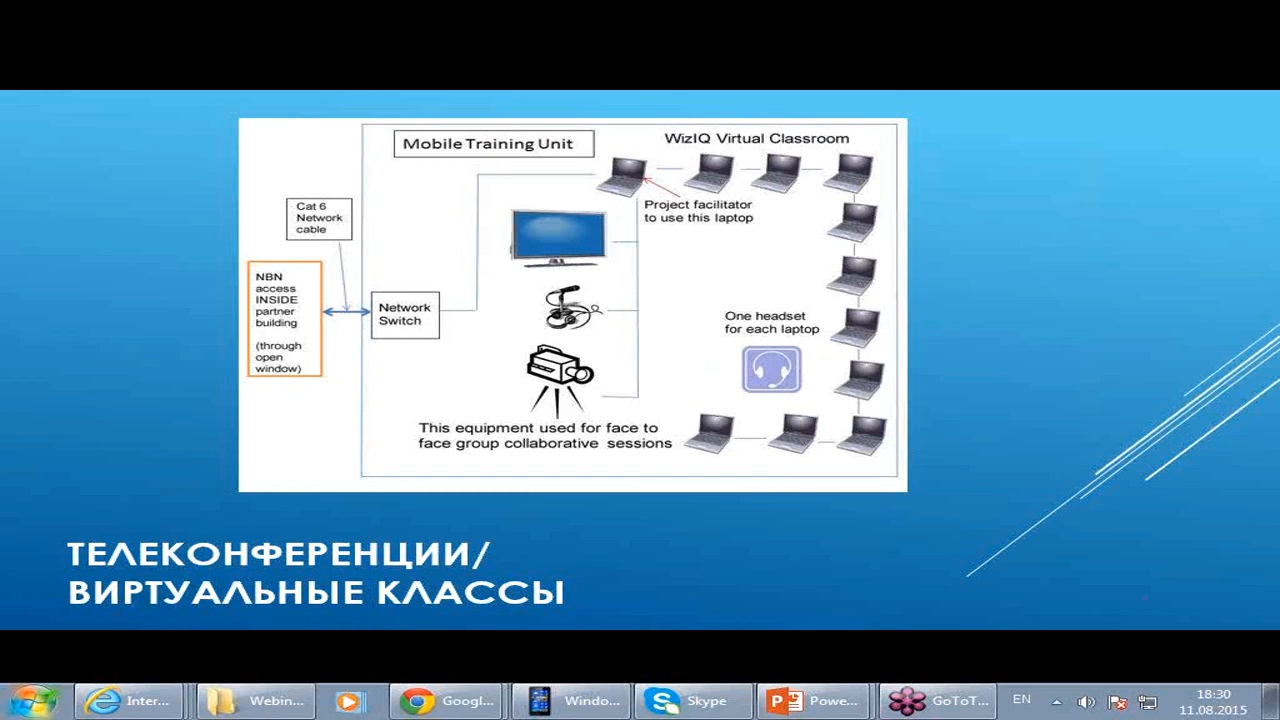 Mobile Training Unit
WizIQ Virtual Classroom
Project facilitator
to use this laptop
Cat 6
Network
cable
NBN
access
INSIDE
partner
building
(through
open
window)
Network
Switch
One headset
for each laptop
This equipment used for face to
face group collaborative sessions
ТЕЛЕКОНФЕРЕНЦИИ/
ВИРТУАЛЬНЫЕ КЛАССЫ
Inter...
Webin...
Googl...
Windo...
Skype
Powe...
GoToT...
EN
18:30
11.08.2015